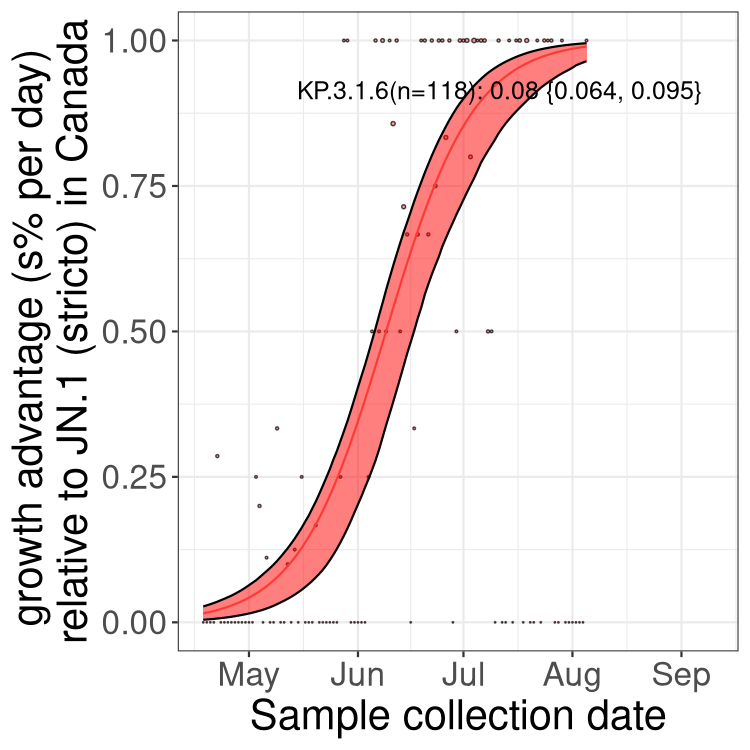 growth advantage (s% per day)
relative to JN.1 (stricto) in Canada
1.00
0.75
0.50
0.25
0.00
KP.3.1.6(n=118): 0.08 {0.064, 0.095}
May Jun Jul Aug Sep
Sample collection date